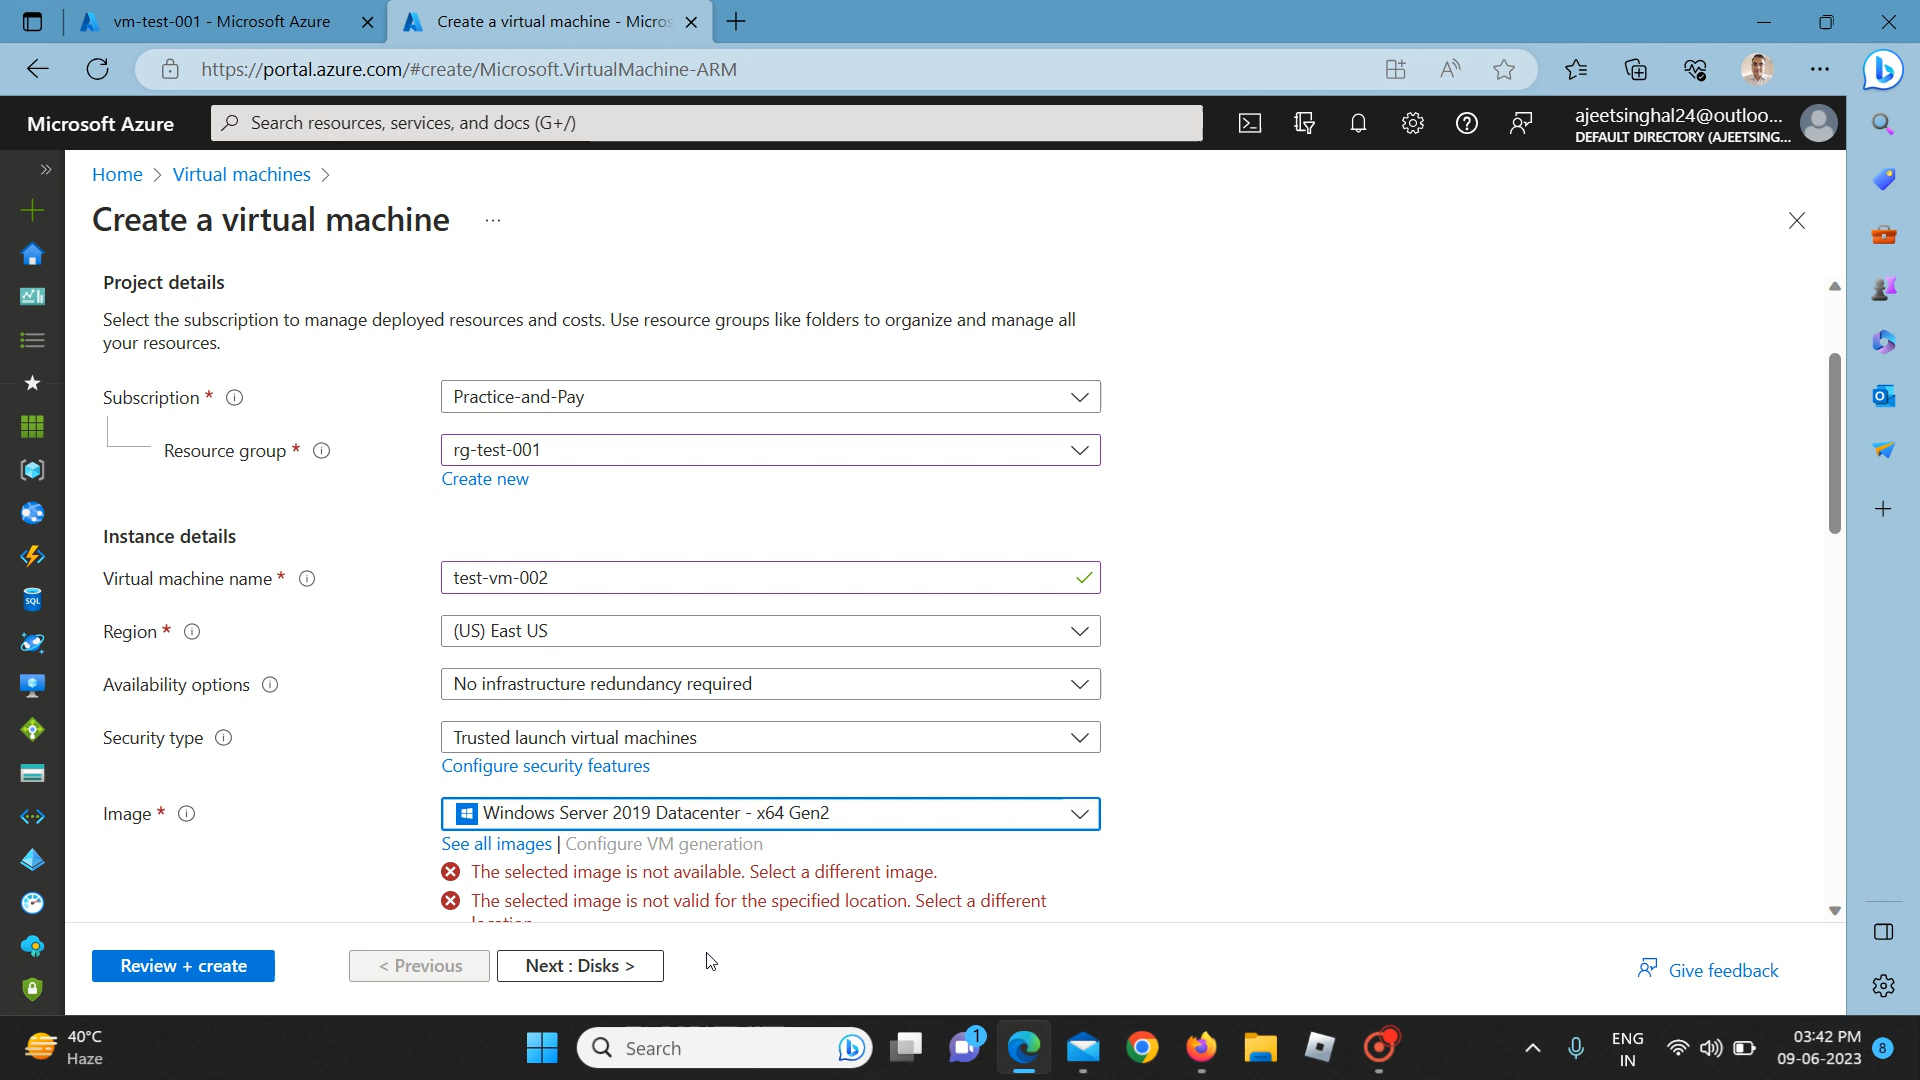 vm-test-001 - Microsoft Azure
Create a virtual machine - Micros
https://portal.azure.com/#create/Microsoft.VirtualMachine-ARM
Microsoft Azure
Search resources, services, and docs (G+/)
ajeetsinghal24@outloo...
DEFAULT DIRECTORY (AJEETSING...
Home > Virtual machines >
Create a virtual machine ...
Project details
Select the subscription to manage deployed resources and costs. Use resource groups like folders to organize and manage all
your resources.
Subscription *
Practice-and-Pay
Resource group *
rg-test-001
Create new
Instance details
Virtual machine name *
test-vm-002
Region *
(US) East US
Availability options
No infrastructure redundancy required
Security type
Trusted launch virtual machines
Configure security features
Image *
Windows Server 2019 Datacenter - x64 Gen2
See all images | Configure VM generation
The selected image is not available. Select a different image.
The selected image is not valid for the specified location. Select a different
location.
Review + create
< Previous
Next : Disks >
Give feedback
SQL
40°C
Haze
Search
1
ENG
IN
03:42 PM
09-06-2023
8